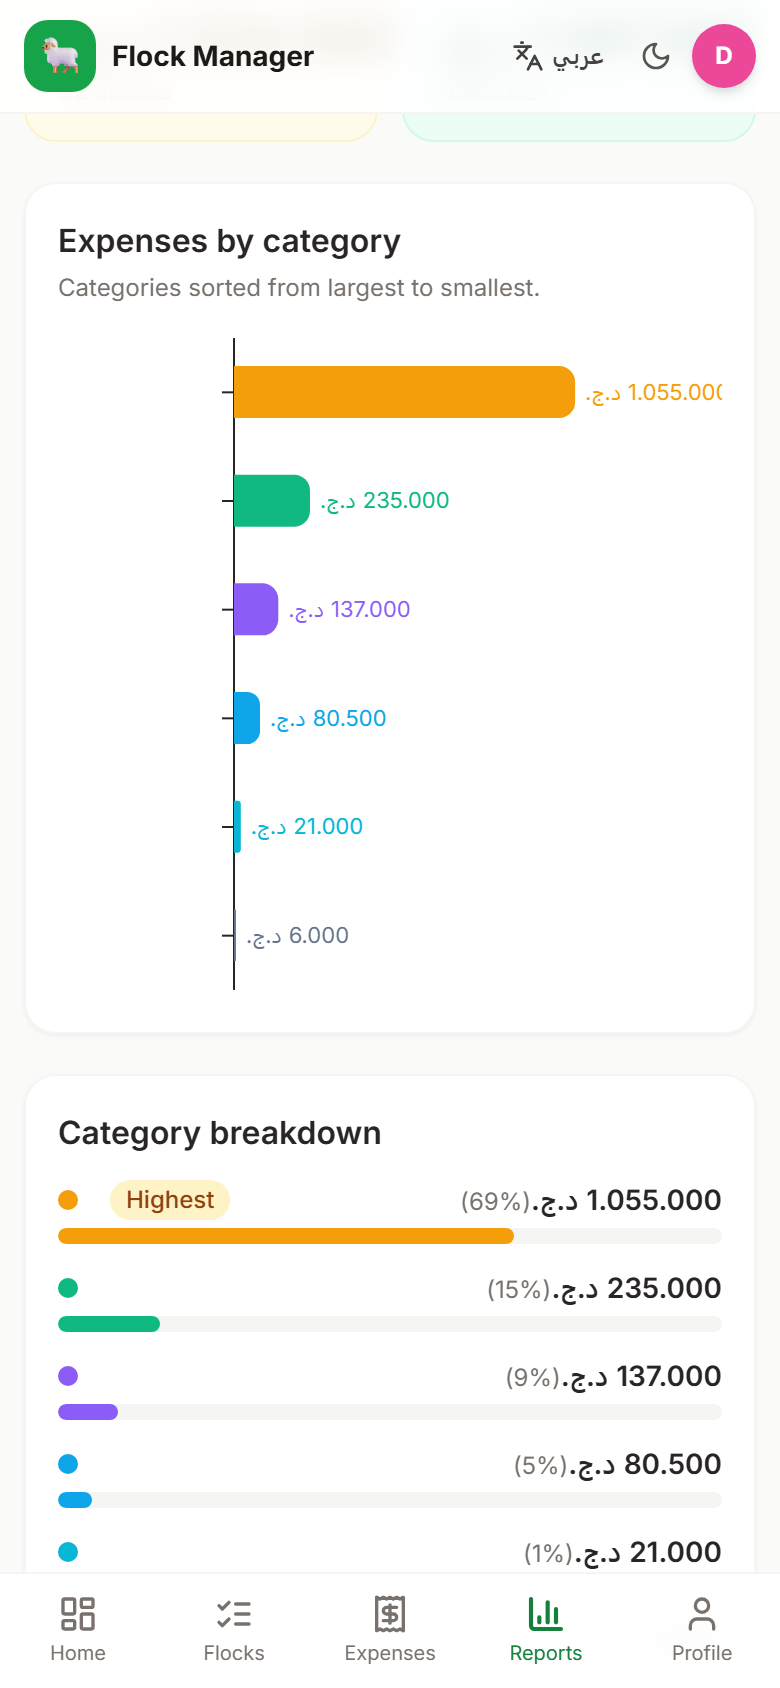 Flock Manager
عربي
D
Expenses by category
Categories sorted from largest to smallest.
1.055.000 د.ج.
235.000 د.ج.
137.000 د.ج.
80.500 د.ج.
21.000 د.ج.
6.000 د.ج.
Category breakdown
Highest
1.055.000 د.ج.(69%)
235.000 د.ج.(15%)
137.000 د.ج.(9%)
80.500 د.ج.(5%)
21.000 د.ج.(1%)
Home
Flocks
Expenses
Reports
Profile